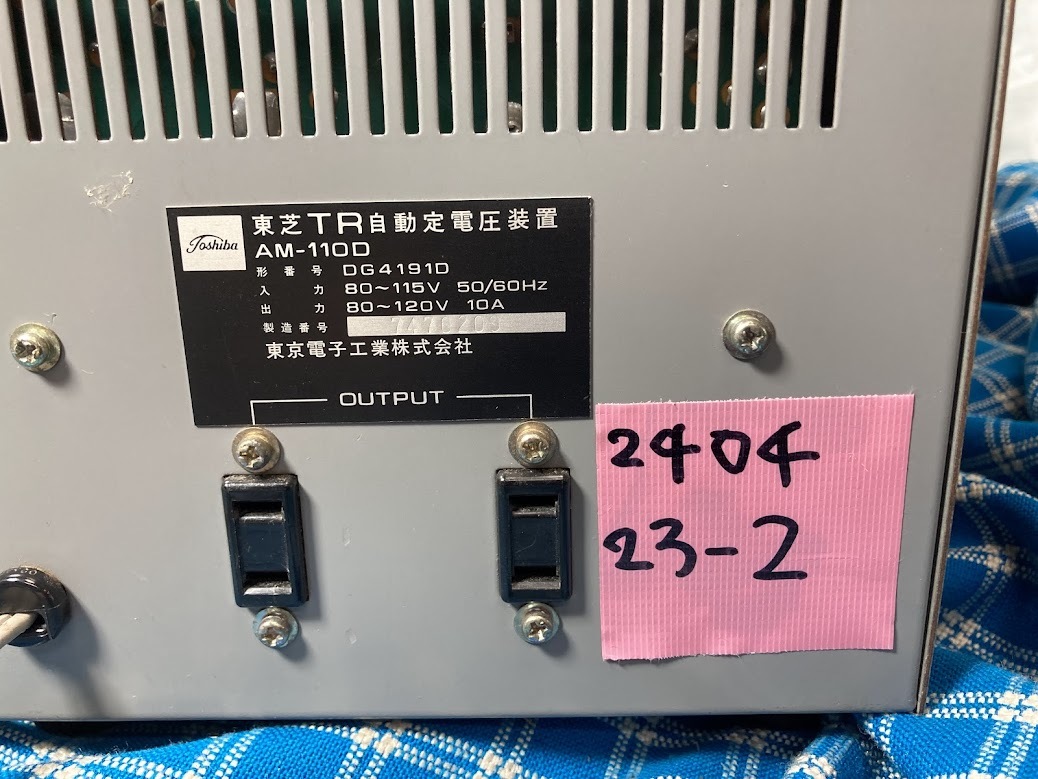 Toshiba
東芝TR自動定電圧装置
AM-110D
形番号 DG4191D
入力 80~115V 50/60Hz
出力 80~120V 10A
製造番号
東京電子工業株式会社
OUTPUT
2404
23-2